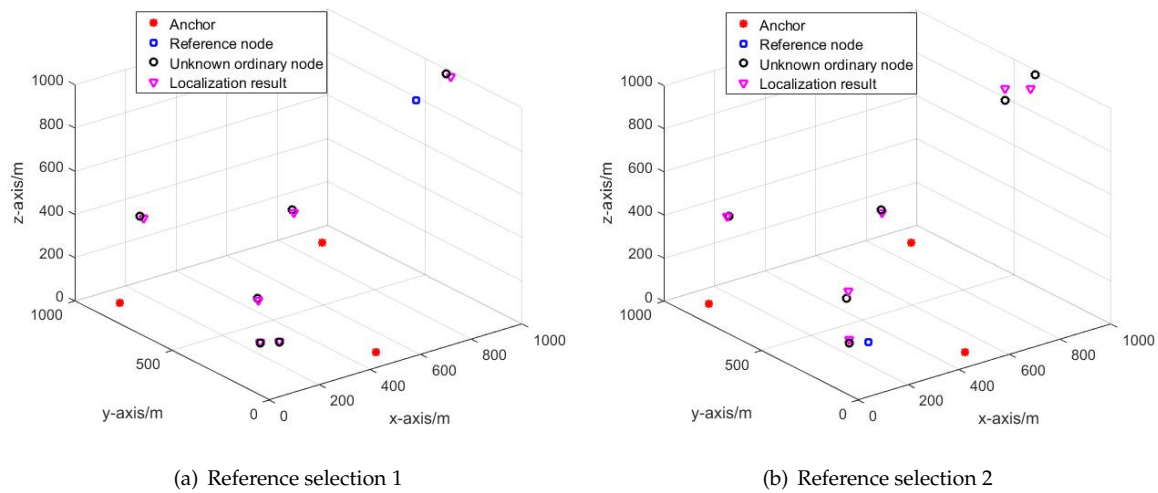 Anchor
Reference node
Unknown ordinary node
Localization result
1000
800
600
400
200
0
z-axis/m
1000
500
0
y-axis/m
0
200
400
600
800
1000
x-axis/m
(a) Reference selection 1
Anchor
Reference node
Unknown ordinary node
Localization result
1000
800
600
400
200
0
z-axis/m
1000
500
0
y-axis/m
0
200
400
600
800
1000
x-axis/m
(b) Reference selection 2